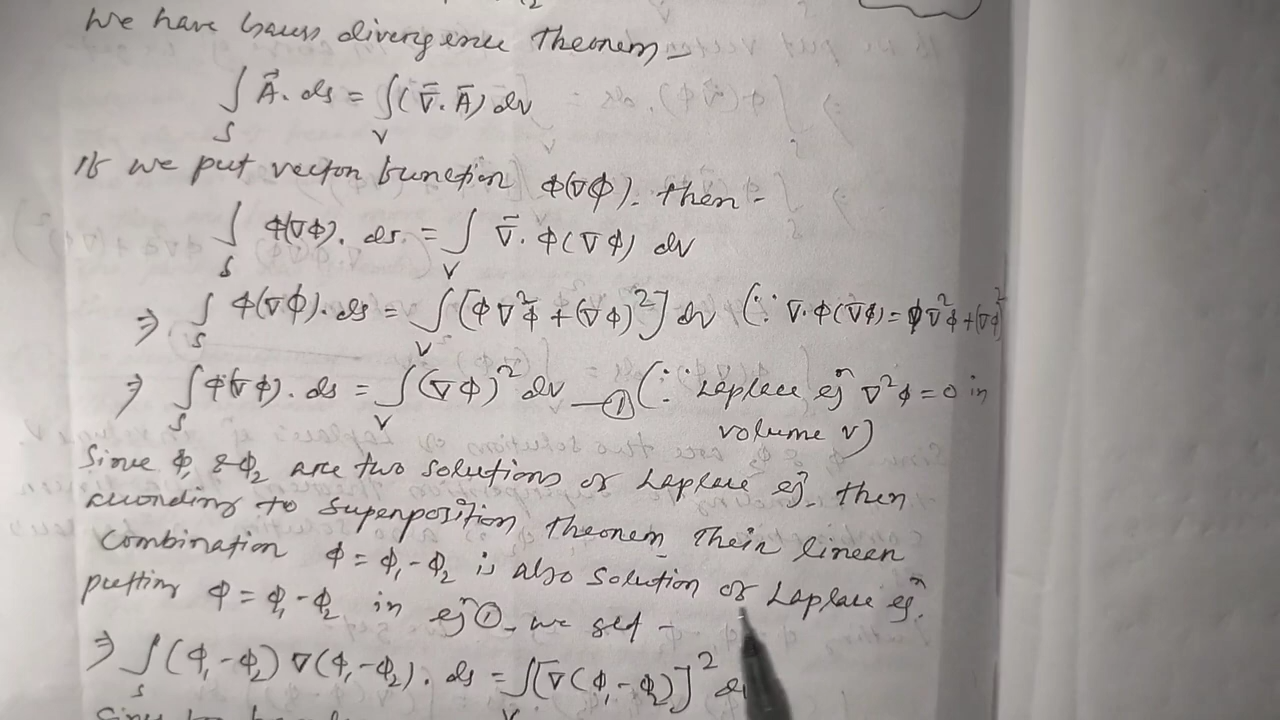 We have Gauss divergence Theorem -
∫_S A⃗. ds = ∫_V (∇̄. A̅) dv
If we put vector function Φ(∇Φ). then -
∫_S Φ(∇Φ). ds. = ∫_V ∇̄. Φ(∇Φ) dv
⇒ ∫_S Φ(∇Φ). ds = ∫_V [Φ∇²Φ + (∇Φ)²] dv (∵ ∇. Φ(∇Φ) = Φ∇²Φ + (∇Φ)²
⇒ ∫_S Φ(∇Φ). ds = ∫_V (∇Φ)² dv —① (∵ Laplace eqⁿ ∇²Φ = 0 in
volume v)
Since Φ₁ & Φ₂ are two solutions of Laplace eqⁿ. then
according to superposition theorem Their linear
combination Φ = Φ₁ - Φ₂ is also solution of Laplace eqⁿ.
putting Φ = Φ₁ - Φ₂ in eqⁿ①. we get -
⇒ ∫_S (Φ₁ - Φ₂) ∇(Φ₁ - Φ₂). ds = ∫_V [∇(Φ₁ - Φ₂)]²